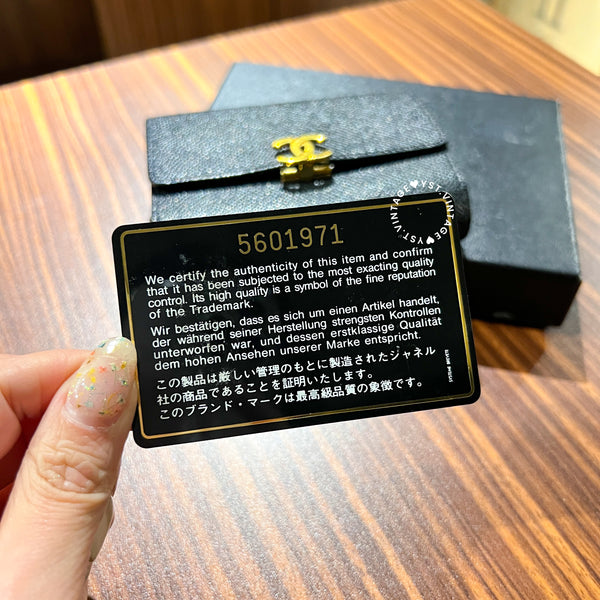 5601971
We certify the authenticity of this item and confirm
that it has been subjected to the most exacting quality
control. Its high quality is a symbol of the fine reputation
of the Trademark.
Wir bestätigen, dass es sich um einen Artikel handelt,
der während seiner Herstellung strengsten Kontrollen
unterworfen war, und dessen erstklassige Qualität
dem hohen Ansehen unserer Marke entspricht.
この製品は厳しい管理のもとに製造されたジャネル
社の商品であることを証明いたします。
このブランド・マークは最高級品質の象徴です。
YST.VINTAGE♥YST.VINTAGE♥